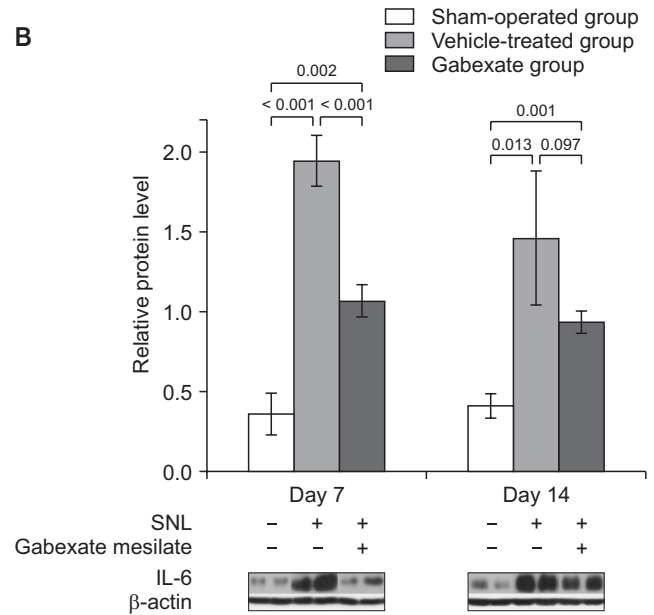 B
Sham-operated group
Vehicle-treated group
Gabexate group
0.002
< 0.001 < 0.001
0.001
0.013 0.097
Relative protein level
2.0
1.5
1.0
0.5
0.0
Day 7 Day 14
SNL − + + − + +
Gabexate mesilate − − + − − +
IL-6
β-actin